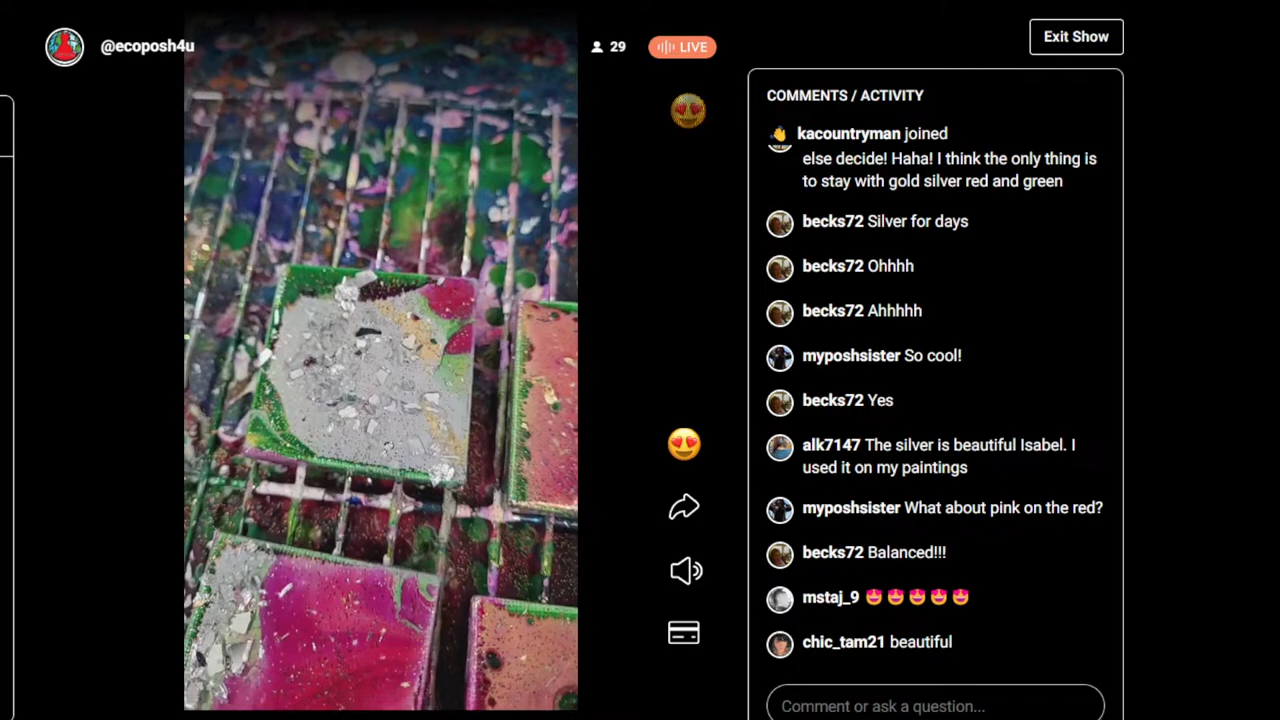 @ecoposh4u
29
LIVE
Exit Show
COMMENTS / ACTIVITY
kacountryman joined
else decide! Haha! I think the only thing is
to stay with gold silver red and green
becks72 Silver for days
becks72 Ohhhh
becks72 Ahhhhh
myposhsister So cool!
becks72 Yes
alk7147 The silver is beautiful Isabel. I
used it on my paintings
myposhsister What about pink on the red?
becks72 Balanced!!!
mstaj_9 😍😍😍😍😍
chic_tam21 beautiful
Comment or ask a question...